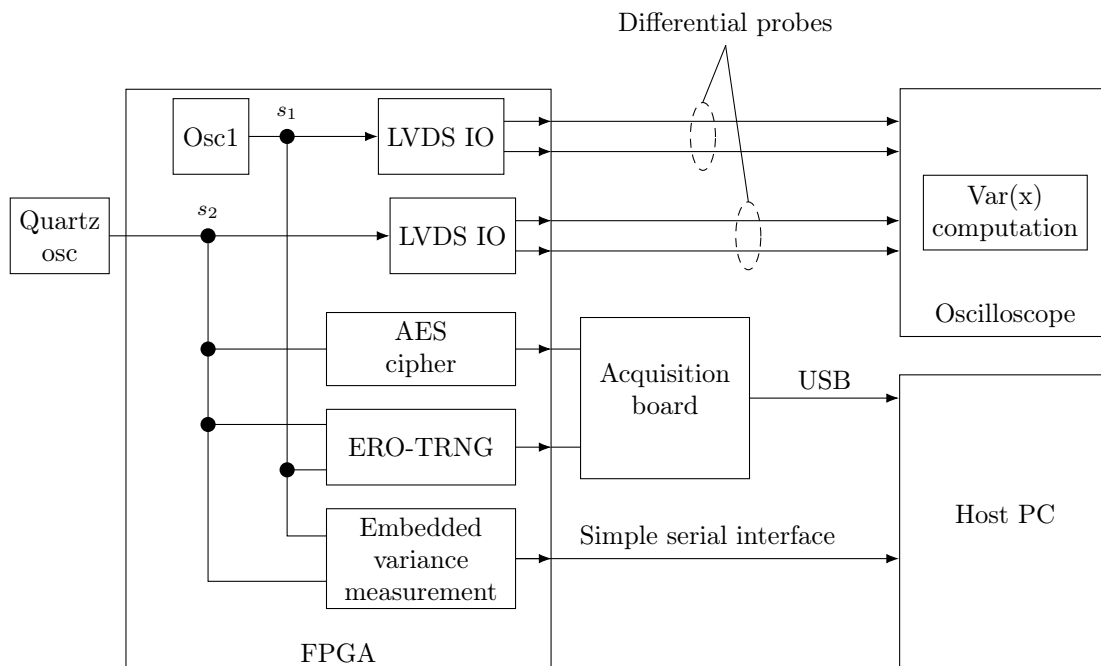 Differential probes
s1
Osc1
LVDS IO
Var(x)
computation
Quartz
osc
s2
LVDS IO
Oscilloscope
AES
cipher
Acquisition
board
USB
ERO-TRNG
Embedded
variance
measurement
Simple serial interface
Host PC
FPGA